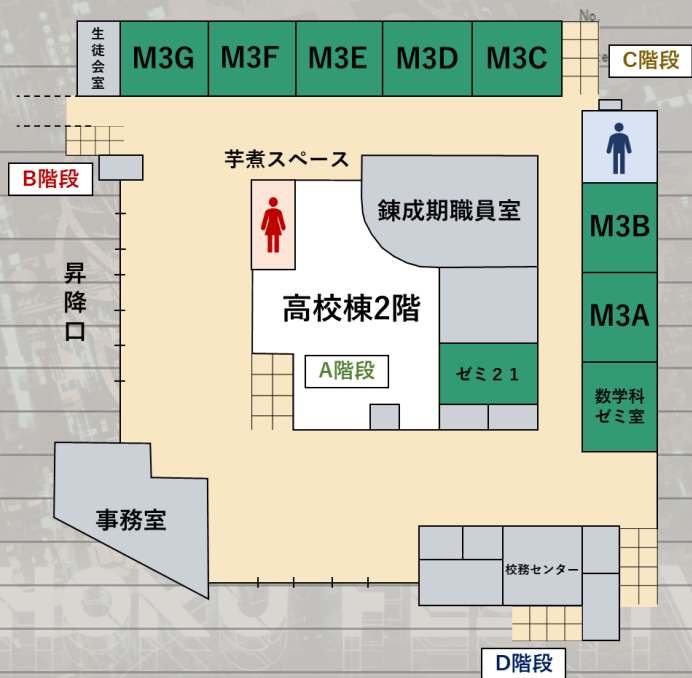 No.
生徒会室
M3G
M3F
M3E
M3D
M3C
C階段
芋煮スペース
B階段
錬成期職員室
M3B
昇降口
高校棟2階
M3A
A階段
ゼミ21
数学科
ゼミ室
事務室
校務センター
D階段